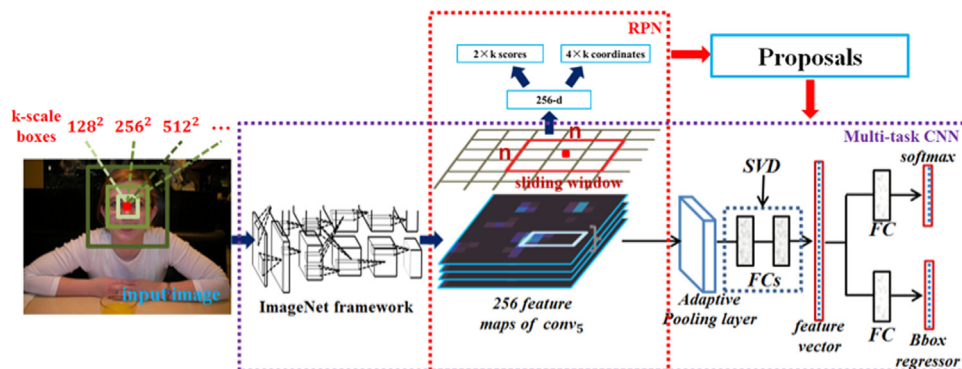 RPN
2×k scores
4×k coordinates
Proposals
256-d
k-scale
boxes
128² 256² 512² ...
n
n
sliding window
Multi-task CNN
softmax
SVD
FC
FCs
input image
ImageNet framework
256 feature
maps of conv₅
Adaptive
Pooling layer
feature
vector
FC
Bbox
regressor